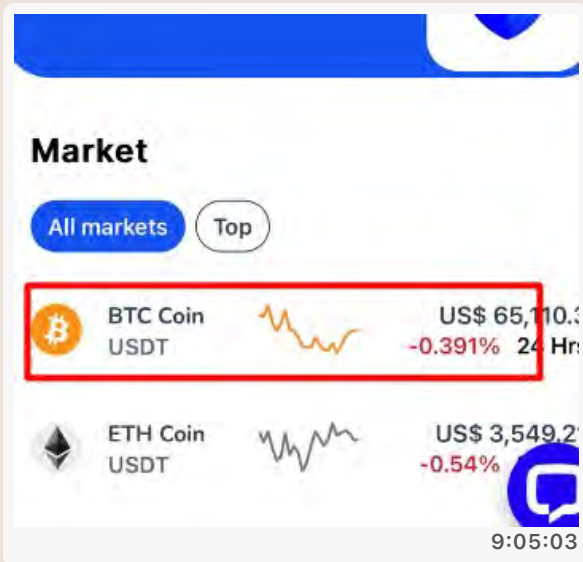 Market
All markets
Top
BTC Coin
US$ 65,110.3
USDT
-0.391% 24 Hrs
ETH Coin
US$ 3,549.2
USDT
-0.54%
9:05:03